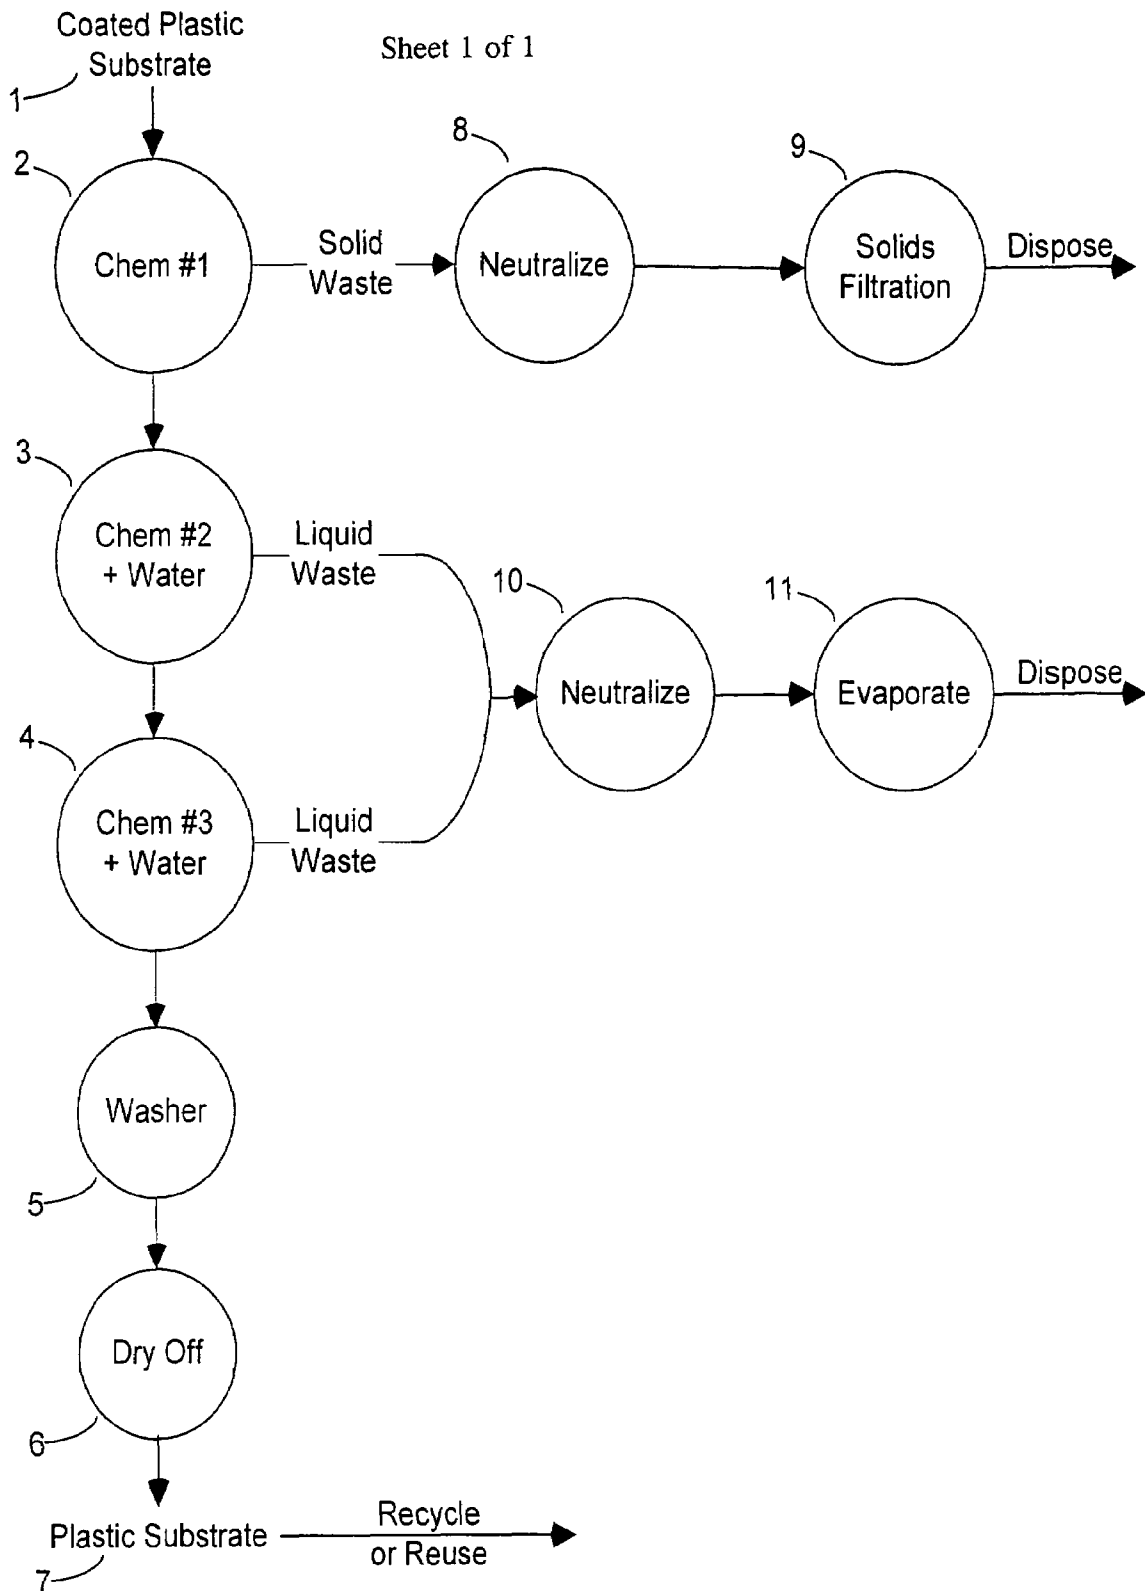 Coated Plastic
Substrate
Sheet 1 of 1
1
2
Chem #1
Solid
Waste
8
Neutralize
9
Solids
Filtration
Dispose
3
Chem #2
+ Water
Liquid
Waste
10
Neutralize
11
Evaporate
Dispose
4
Chem #3
+ Water
Liquid
Waste
Washer
5
Dry Off
6
Plastic Substrate
7
Recycle
or Reuse